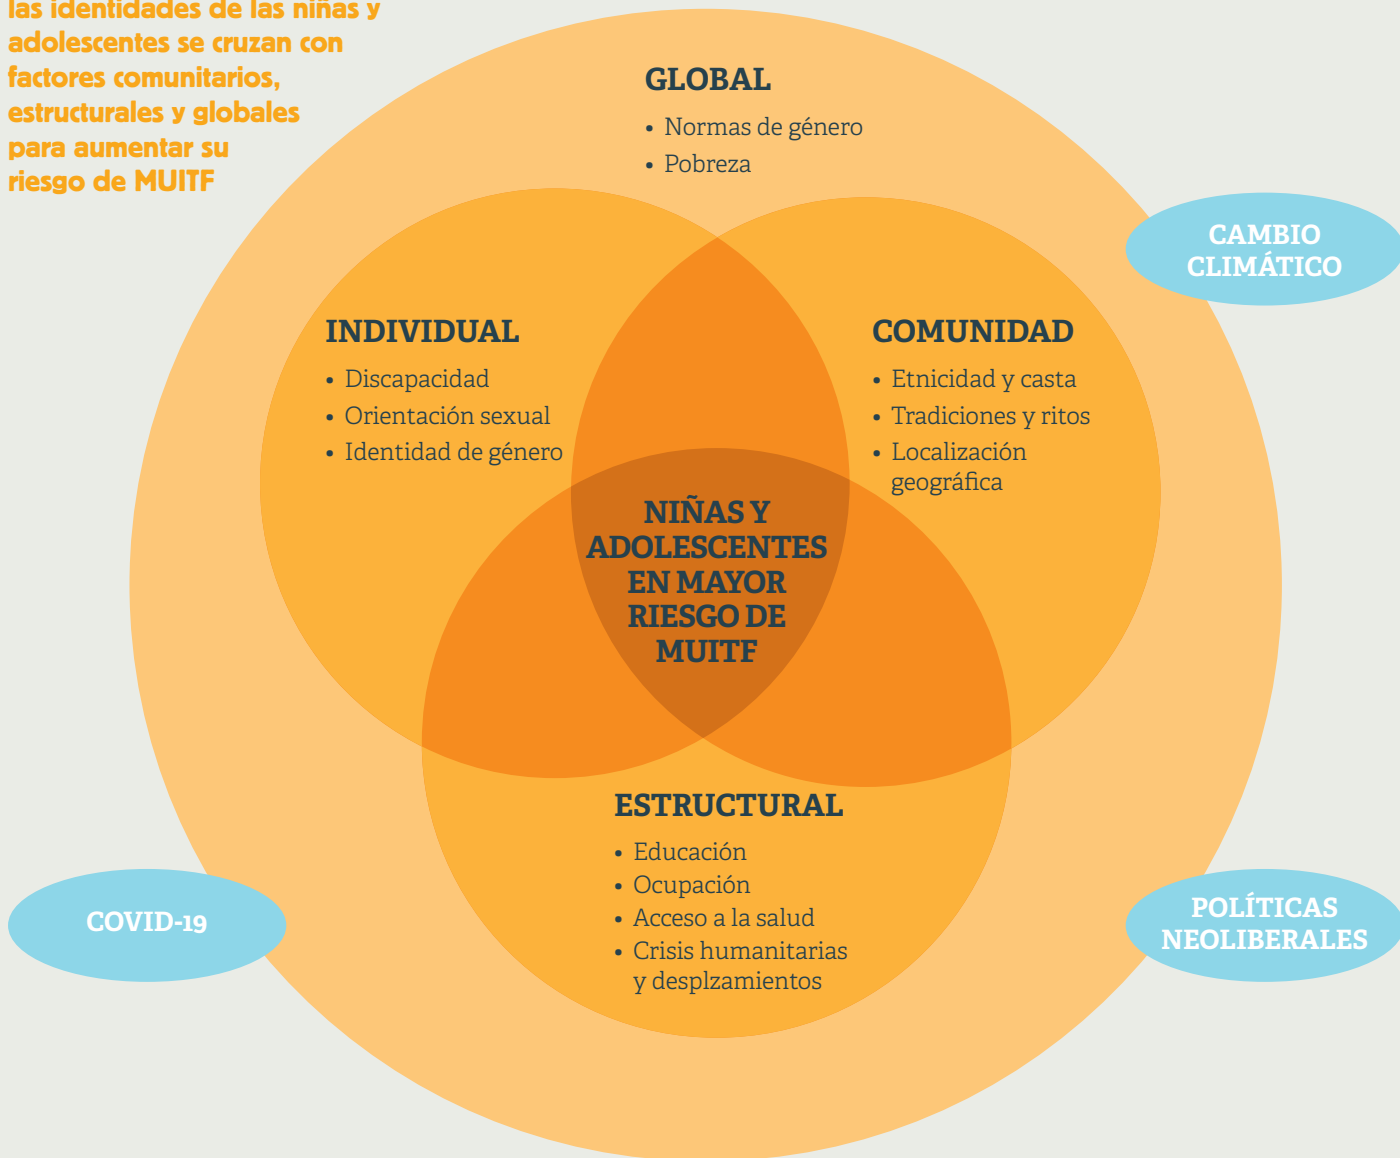 las identidades de las niñas y
adolescentes se cruzan con
factores comunitarios,
estructurales y globales
para aumentar su
riesgo de MUITF
GLOBAL
• Normas de género
• Pobreza
CAMBIO
CLIMÁTICO
INDIVIDUAL
• Discapacidad
• Orientación sexual
• Identidad de género
COMUNIDAD
• Etnicidad y casta
• Tradiciones y ritos
• Localización
geográfica
NIÑAS Y
ADOLESCENTES
EN MAYOR
RIESGO DE
MUITF
ESTRUCTURAL
• Educación
• Ocupación
• Acceso a la salud
• Crisis humanitarias
y desplzamientos
COVID-19
POLÍTICAS
NEOLIBERALES